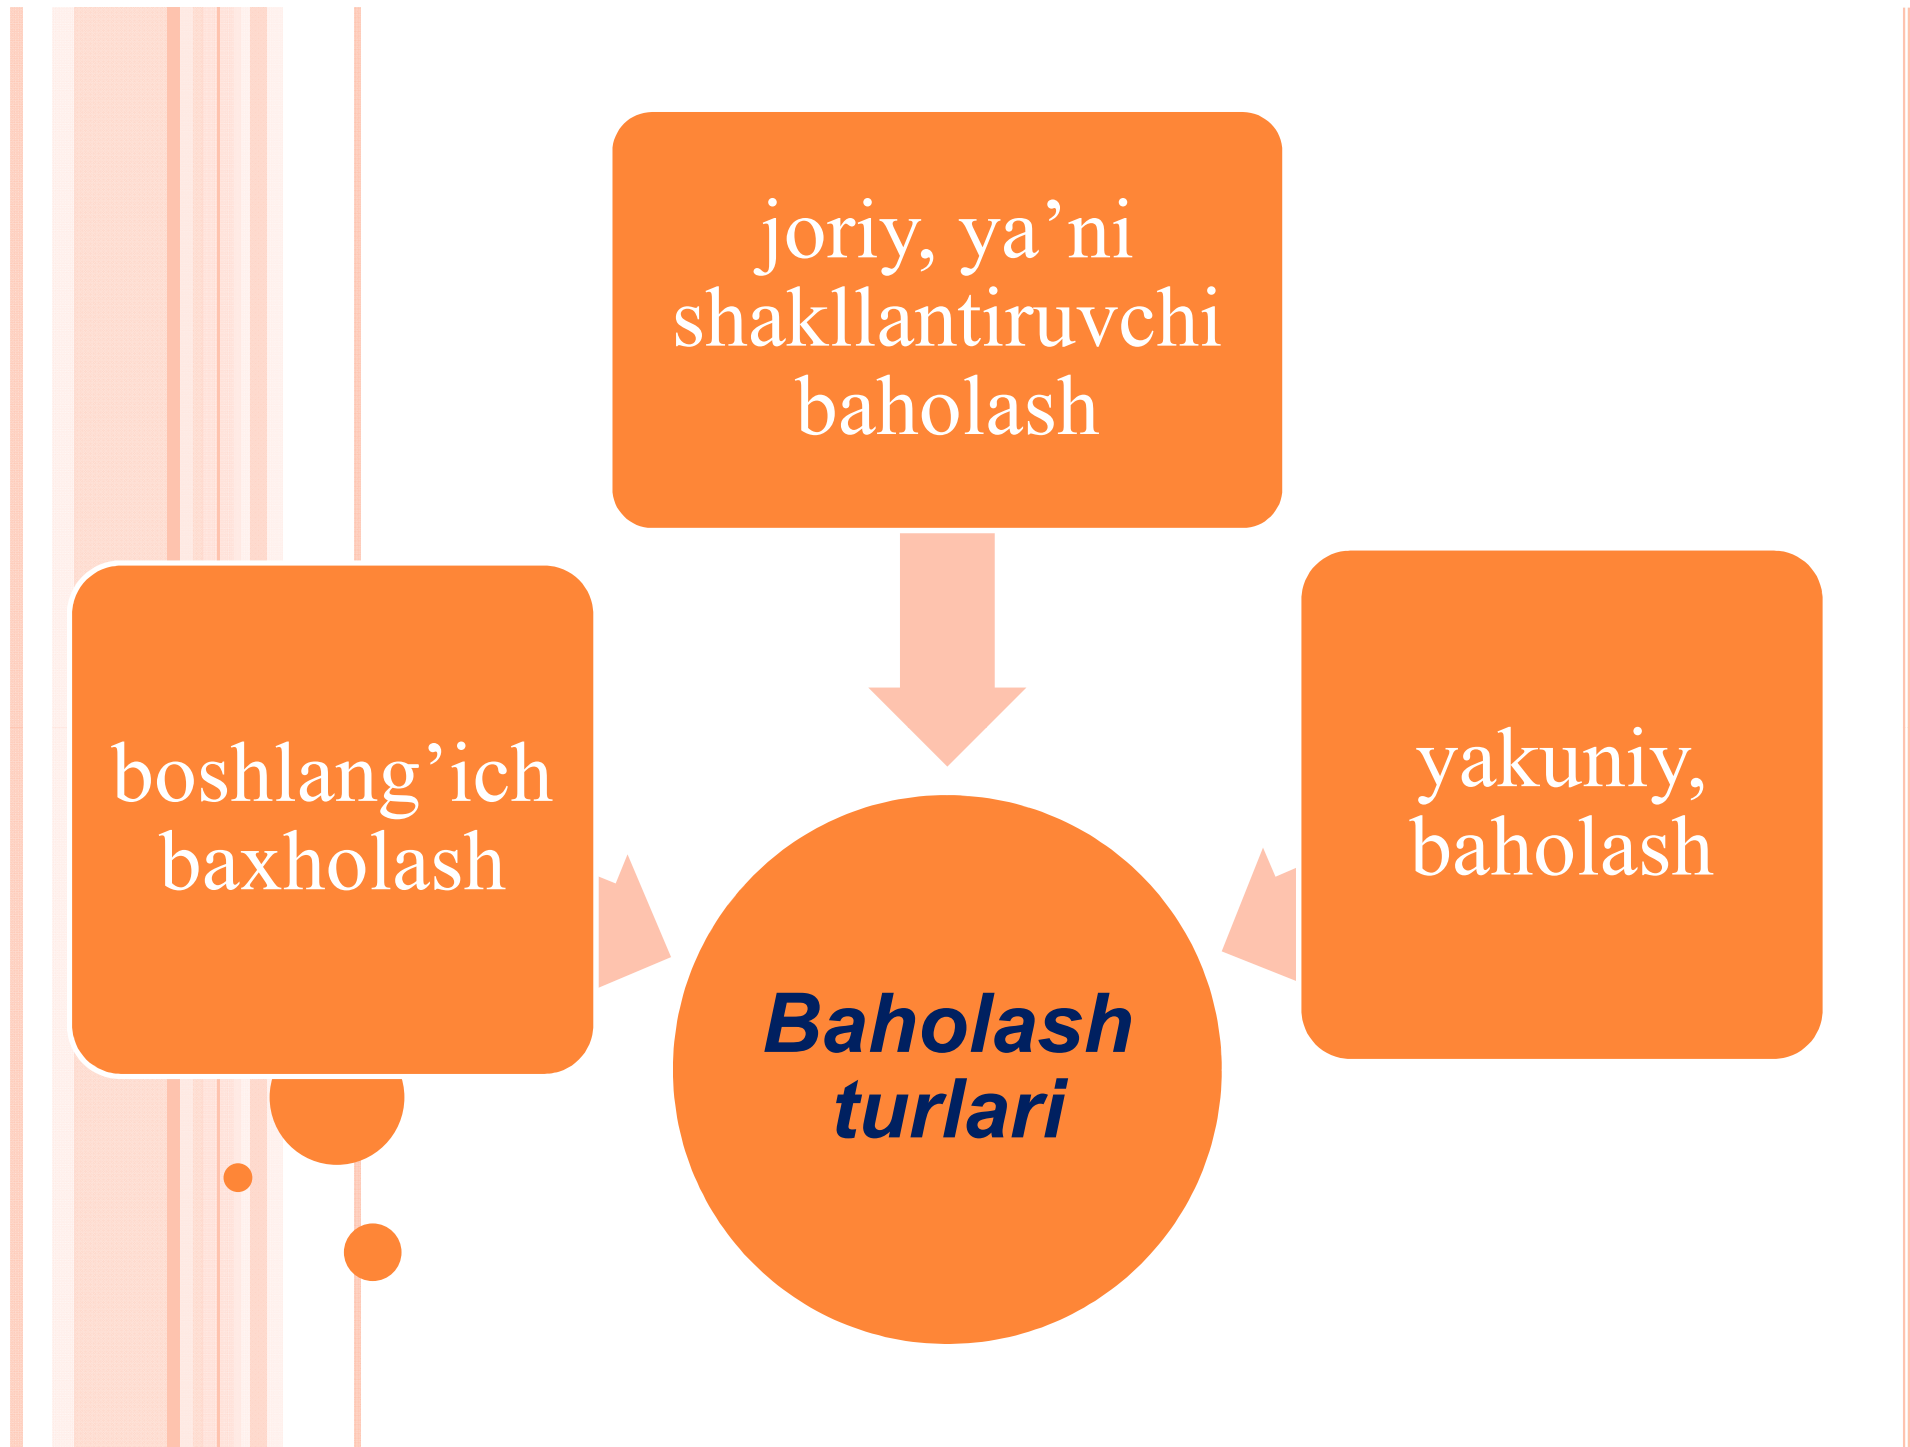 joriy, ya’ni
shakllantiruvchi
baholash
boshlang’ich
baxholash
yakuniy,
baholash
Baholash
turlari